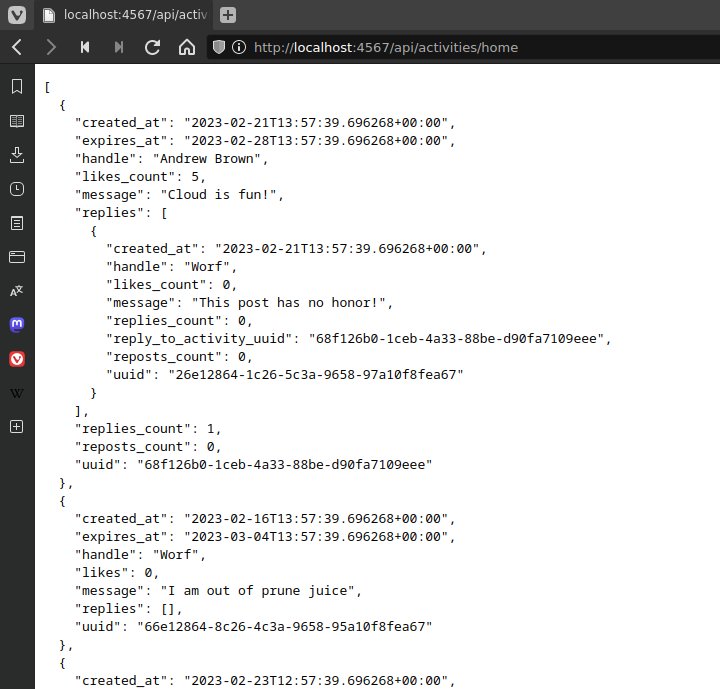 localhost:4567/api/activ
http://localhost:4567/api/activities/home
[
  {
    "created_at": "2023-02-21T13:57:39.696268+00:00",
    "expires_at": "2023-02-28T13:57:39.696268+00:00",
    "handle": "Andrew Brown",
    "likes_count": 5,
    "message": "Cloud is fun!",
    "replies": [
      {
        "created_at": "2023-02-21T13:57:39.696268+00:00",
        "handle": "Worf",
        "likes_count": 0,
        "message": "This post has no honor!",
        "replies_count": 0,
        "reply_to_activity_uuid": "68f126b0-1ceb-4a33-88be-d90fa7109eee",
        "reposts_count": 0,
        "uuid": "26e12864-1c26-5c3a-9658-97a10f8fea67"
      }
    ],
    "replies_count": 1,
    "reposts_count": 0,
    "uuid": "68f126b0-1ceb-4a33-88be-d90fa7109eee"
  },
  {
    "created_at": "2023-02-16T13:57:39.696268+00:00",
    "expires_at": "2023-03-04T13:57:39.696268+00:00",
    "handle": "Worf",
    "likes": 0,
    "message": "I am out of prune juice",
    "replies": [],
    "uuid": "66e12864-8c26-4c3a-9658-95a10f8fea67"
  },
  {
    "created_at": "2023-02-23T12:57:39.696268+00:00",